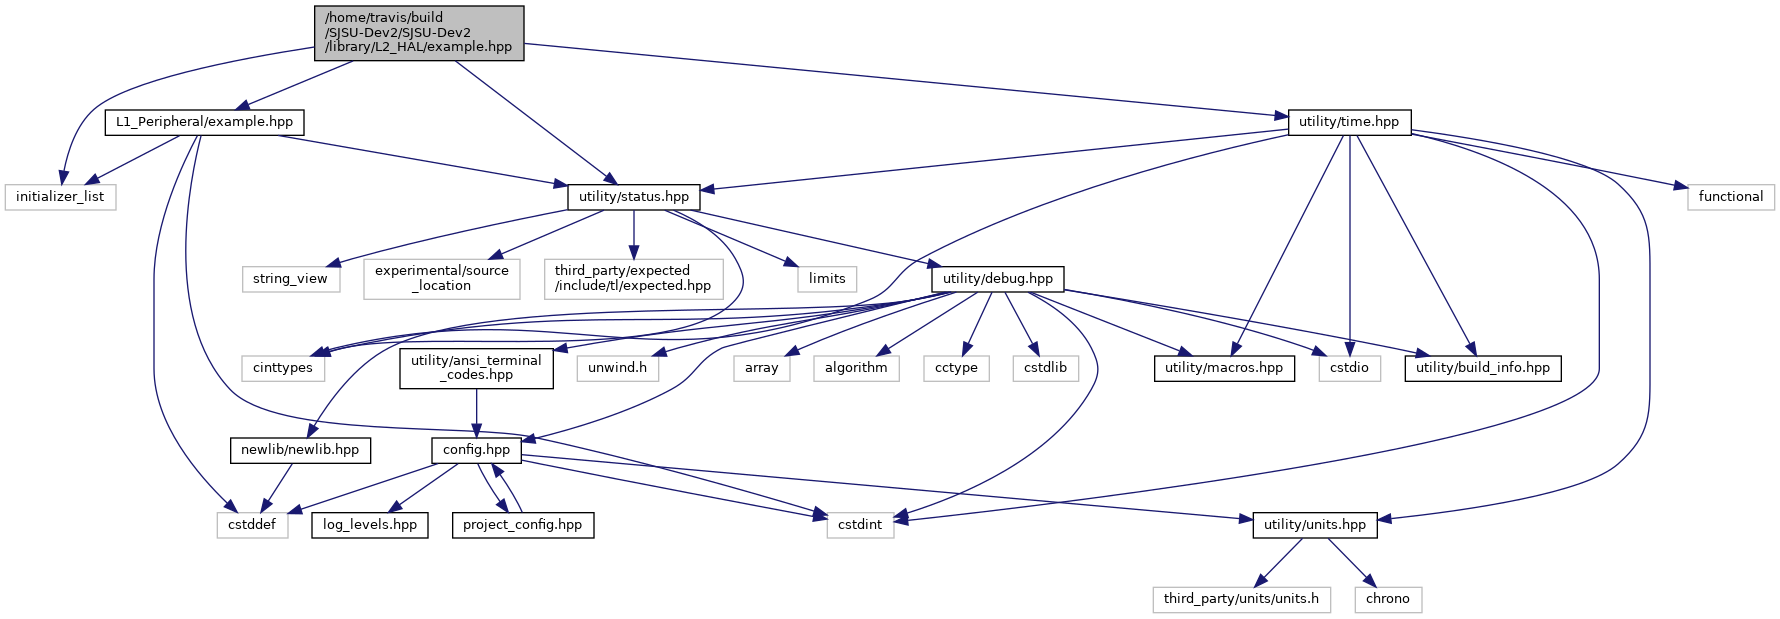 /home/travis/build
/SJSU-Dev2/SJSU-Dev2
/library/L2_HAL/example.hpp
L1_Peripheral/example.hpp
utility/time.hpp
initializer_list
utility/status.hpp
functional
string_view
experimental/source
_location
third_party/expected
/include/tl/expected.hpp
limits
utility/debug.hpp
cinttypes
utility/ansi_terminal
_codes.hpp
unwind.h
array
algorithm
cctype
cstdlib
utility/macros.hpp
cstdio
utility/build_info.hpp
newlib/newlib.hpp
config.hpp
cstddef
log_levels.hpp
project_config.hpp
cstdint
utility/units.hpp
third_party/units/units.h
chrono